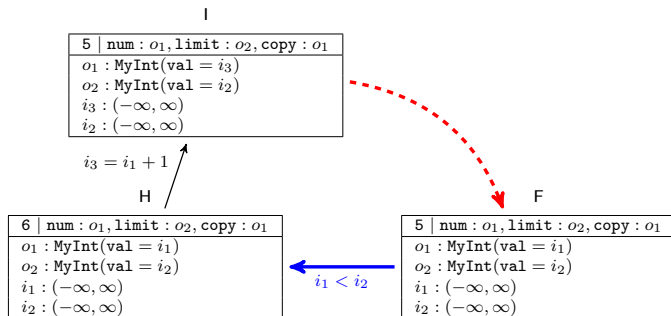 I
5 | num : o₁, limit : o₂, copy : o₁
o₁ : MyInt(val = i₃)
o₂ : MyInt(val = i₂)
i₃ : (−∞, ∞)
i₂ : (−∞, ∞)
i₃ = i₁ + 1
H
6 | num : o₁, limit : o₂, copy : o₁
o₁ : MyInt(val = i₁)
o₂ : MyInt(val = i₂)
i₁ : (−∞, ∞)
i₂ : (−∞, ∞)
i₁ < i₂
F
5 | num : o₁, limit : o₂, copy : o₁
o₁ : MyInt(val = i₁)
o₂ : MyInt(val = i₂)
i₁ : (−∞, ∞)
i₂ : (−∞, ∞)